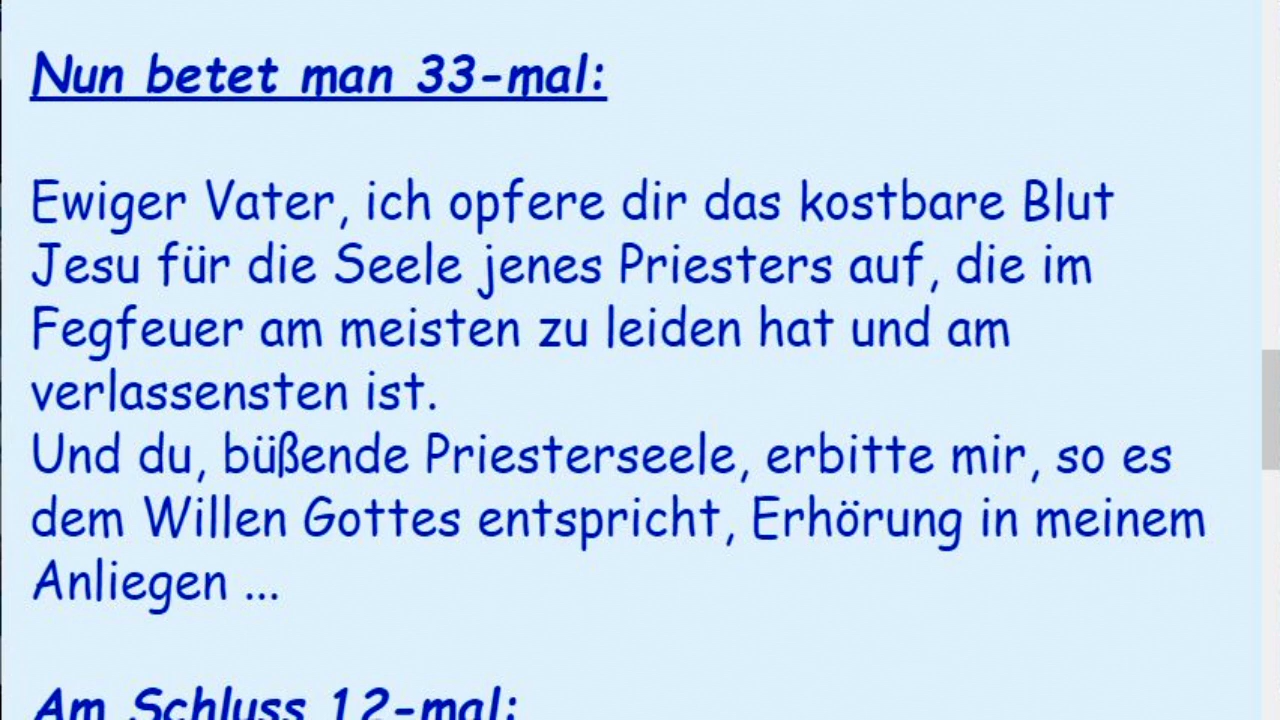 Nun betet man 33-mal:
Ewiger Vater, ich opfere dir das kostbare Blut
Jesu für die Seele jenes Priesters auf, die im
Fegfeuer am meisten zu leiden hat und am
verlassensten ist.
Und du, büßende Priesterseele, erbitte mir, so es
dem Willen Gottes entspricht, Erhörung in meinem
Anliegen ...
Am Schluss 12-mal: